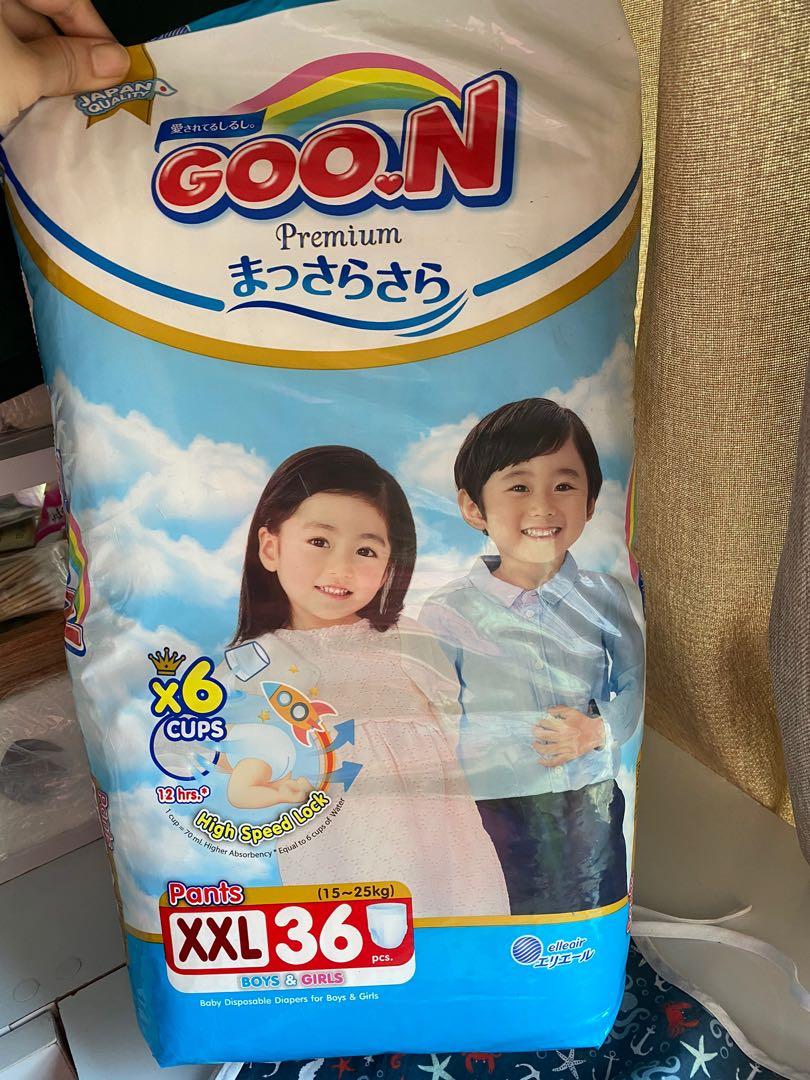 JAPAN
QUALITY
愛されてるしるし。
GOO.N
Premium
まっさらさら
x6
CUPS
12 hrs.*
High Speed Lock
1 cup = 70 mL Higher Absorbency * Equal to 6 cups of Water
Pants
(15~25kg)
XXL 36
pcs.
BOYS & GIRLS
Baby Disposable Diapers for Boys & Girls
elleair
エリエール